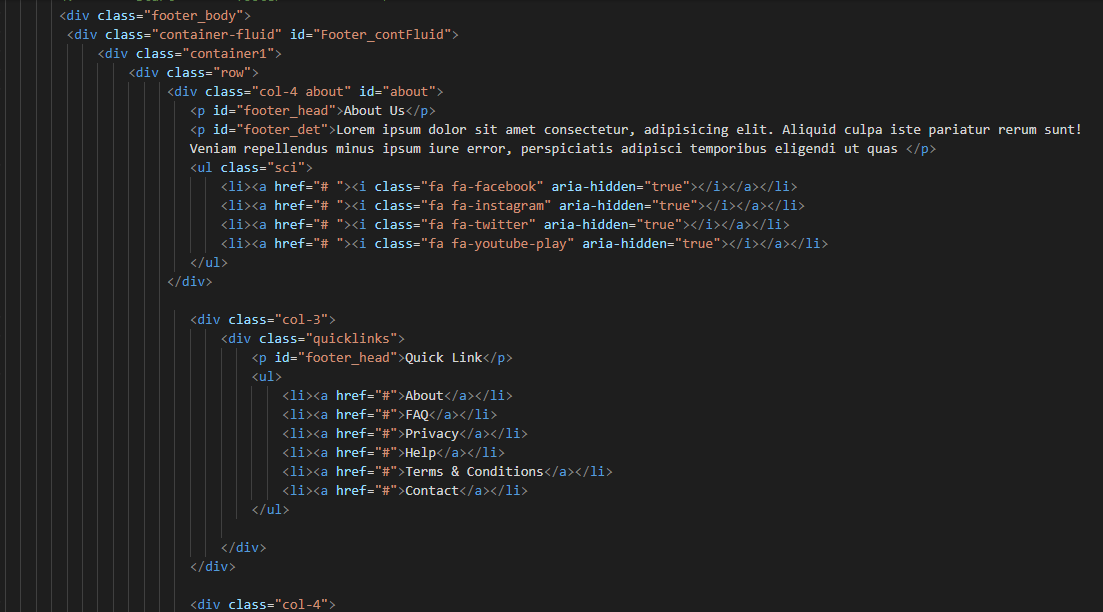 <div class="footer_body">
<div class="container-fluid" id="Footer_contFluid">
<div class="container1">
<div class="row">
<div class="col-4 about" id="about">
<p id="footer_head">About Us</p>
<p id="footer_det">Lorem ipsum dolor sit amet consectetur, adipisicing elit. Aliquid culpa iste pariatur rerum sunt!
Veniam repellendus minus ipsum iure error, perspiciatis adipisci temporibus eligendi ut quas </p>
<ul class="sci">
<li><a href="# "><i class="fa fa-facebook" aria-hidden="true"></i></a></li>
<li><a href="# "><i class="fa fa-instagram" aria-hidden="true"></i></a></li>
<li><a href="# "><i class="fa fa-twitter" aria-hidden="true"></i></a></li>
<li><a href="# "><i class="fa fa-youtube-play" aria-hidden="true"></i></a></li>
</ul>
</div>
<div class="col-3">
<div class="quicklinks">
<p id="footer_head">Quick Link</p>
<ul>
<li><a href="#">About</a></li>
<li><a href="#">FAQ</a></li>
<li><a href="#">Privacy</a></li>
<li><a href="#">Help</a></li>
<li><a href="#">Terms & Conditions</a></li>
<li><a href="#">Contact</a></li>
</ul>
</div>
</div>
<div class="col-4">